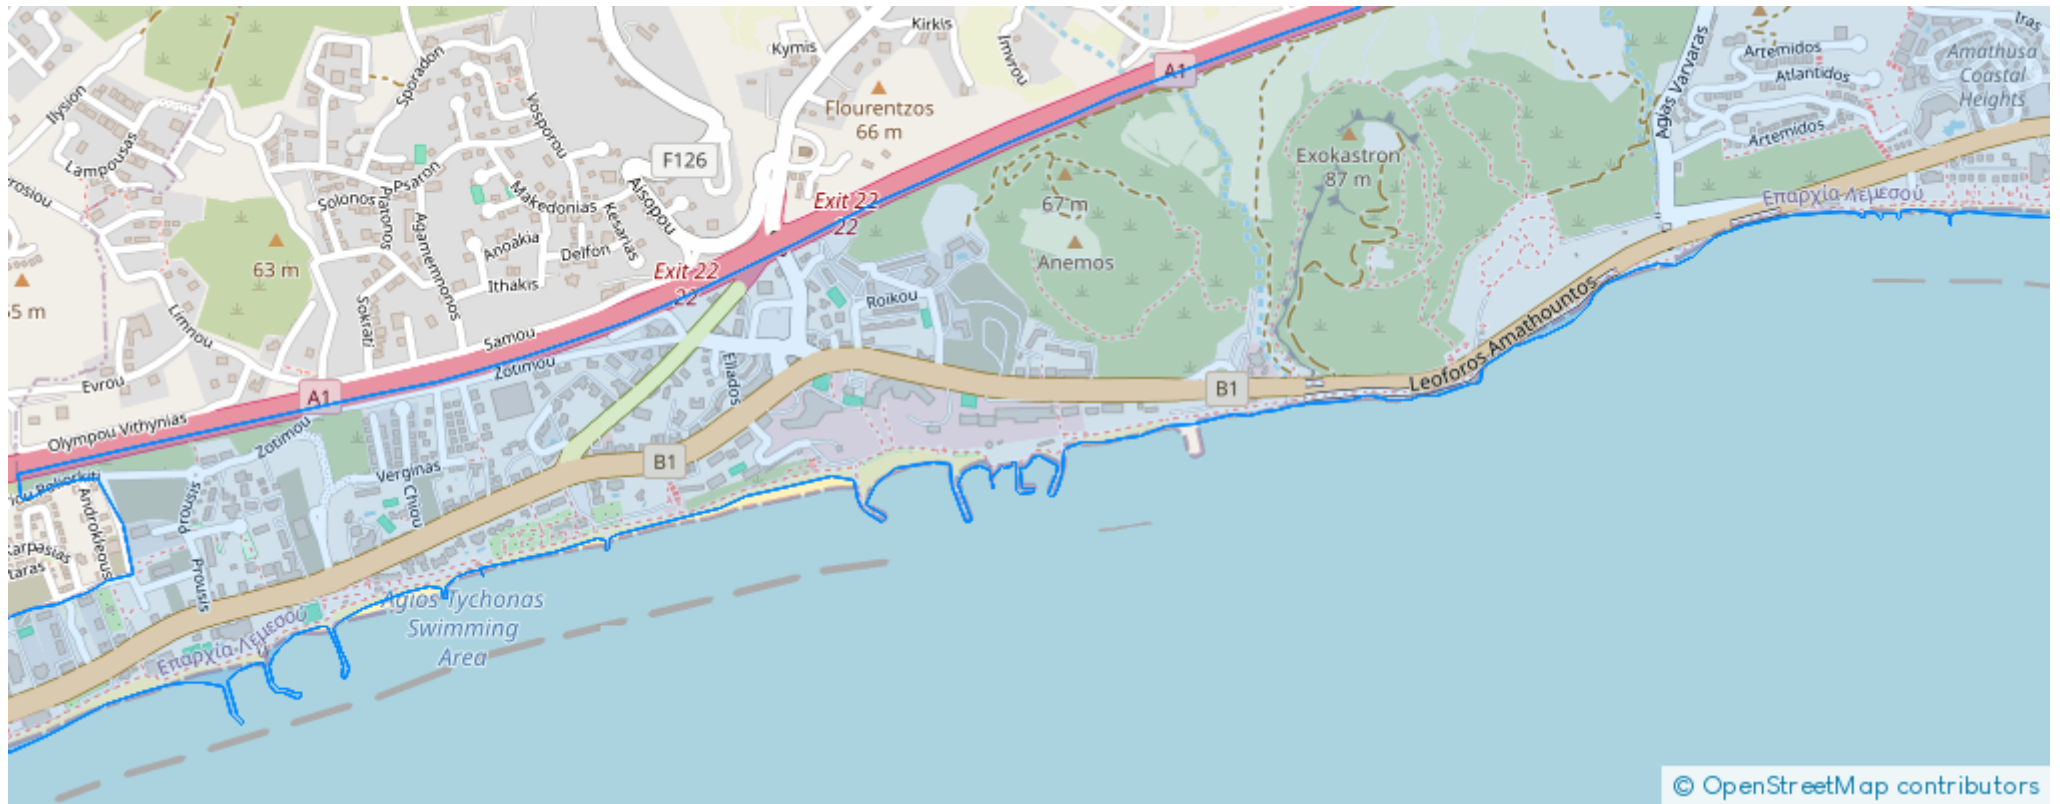 Kirkis
Kymis
Imvrou
A1
Agias Varvaras
Iras
Artemidos
Amathusa
Coastal
Heights
Atlantidos
Artemidos
Ilysion
Sporadon
Vosporou
Flourentzos
66 m
Lampousas
F126
Exokastron
87 m
Psaron
Makedonias
Aisopou
Kesarias
Solonos
Agamemnonos
Exit 22
22
67 m
Anemos
Επαρχία Λεμεσού
Anoakia
Delfon
Ithakis
63 m
Exit 22
22
Roikou
Limnou
Sokrati
Samou
Zotimou
Ellados
Leoforos Amathountos
B1
Evrou
A1
Olympou Vithynias
Zotimou
Verginas
Chiou
B1
Androkleous
Prousis
Karpasias
Prousis
Agios Tychonas
Swimming
Area
Επαρχία Λεμεσού
© OpenStreetMap contributors